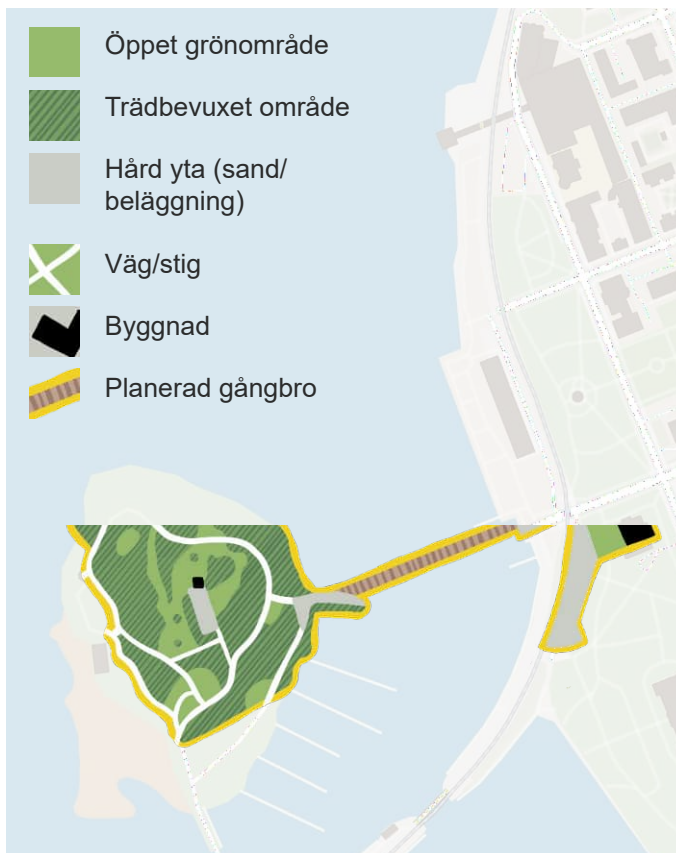 Öppet grönområde
Trädbevuxet område
Hård yta (sand/
beläggning)
Väg/stig
Byggnad
Planerad gångbro